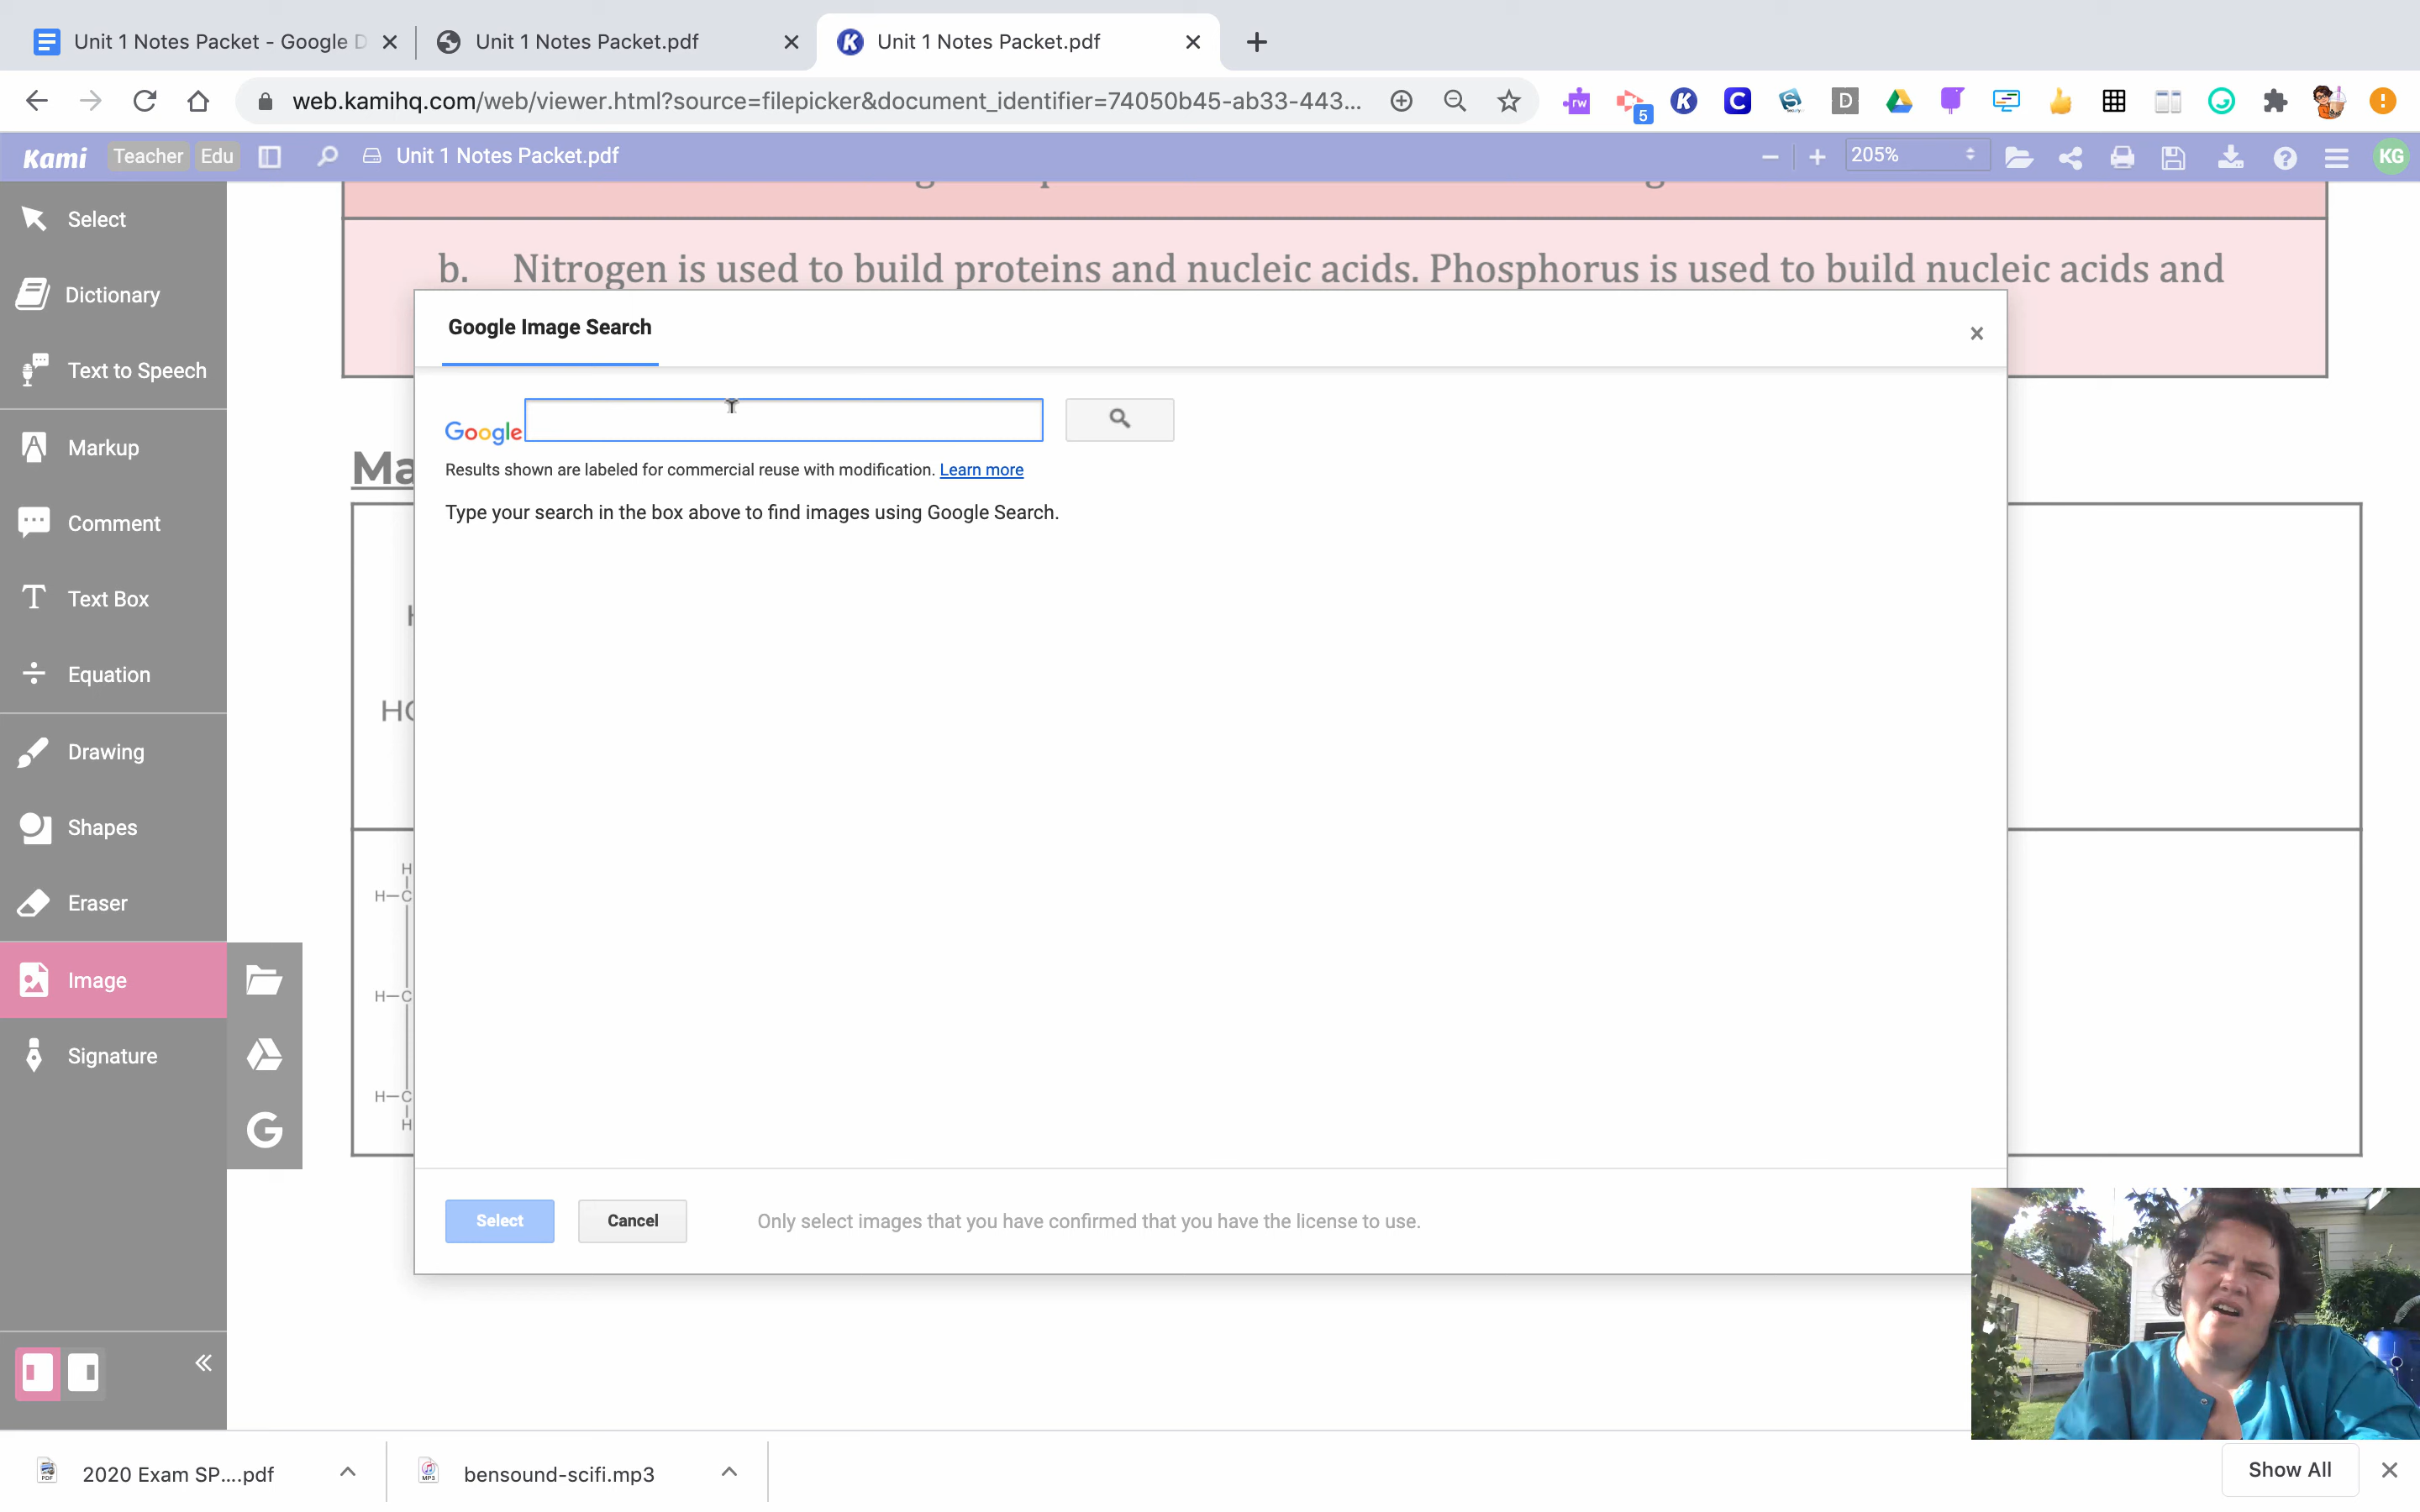 Unit 1 Notes Packet - Google D
Unit 1 Notes Packet.pdf
Unit 1 Notes Packet.pdf
web.kamihq.com/web/viewer.html?source=filepicker&document_identifier=74050b45-ab33-443...
rw
5
K
C
D
Kami
Teacher
Edu
Unit 1 Notes Packet.pdf
205%
KG
Select
Dictionary
Text to Speech
Markup
Comment
Text Box
Equation
Drawing
Shapes
Eraser
Image
Signature
b. Nitrogen is used to build proteins and nucleic acids. Phosphorus is used to build nucleic acids and
Google Image Search
Google
Results shown are labeled for commercial reuse with modification. Learn more
Type your search in the box above to find images using Google Search.
Ma
H
HO
H
H—C
H—C
H—C
H
Select
Cancel
Only select images that you have confirmed that you have the license to use.
2020 Exam SP....pdf
bensound-scifi.mp3
Show All